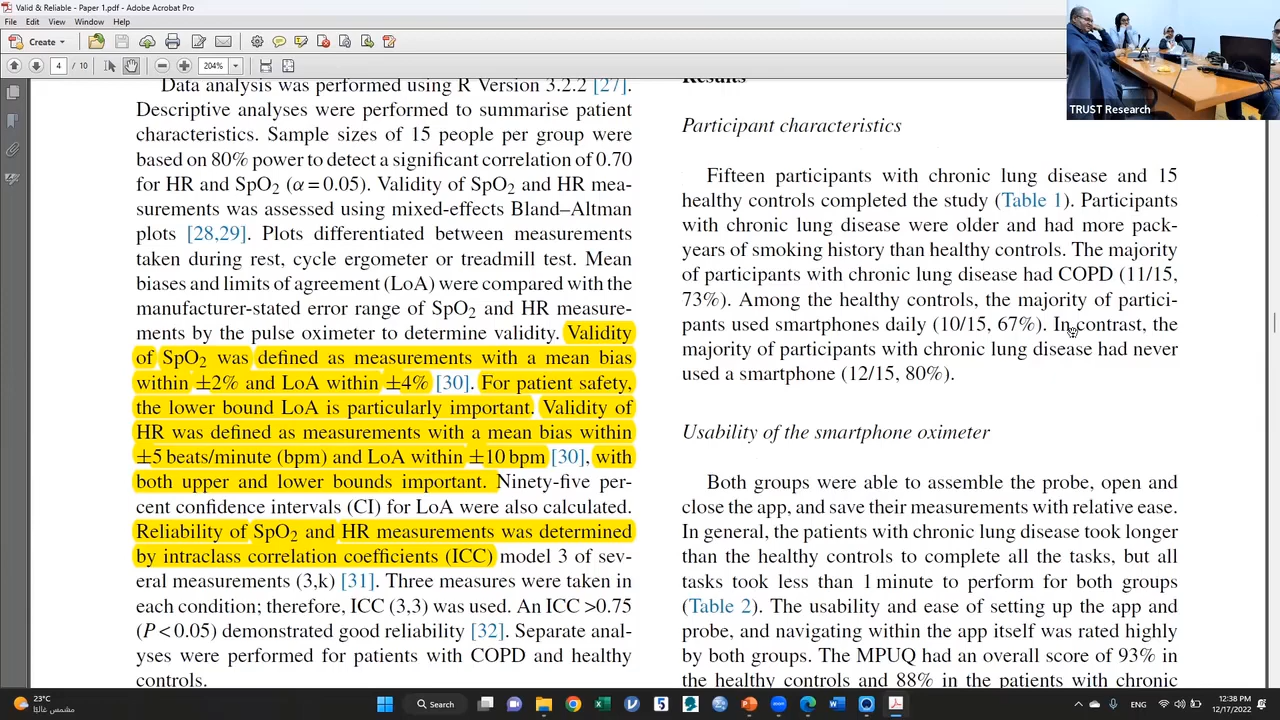 Valid & Reliable - Paper 1.pdf - Adobe Acrobat Pro
File Edit View Window Help
Create
4 / 10 204%
TRUST Research
Data analysis was performed using R Version 3.2.2 [27].
Descriptive analyses were performed to summarise patient
characteristics. Sample sizes of 15 people per group were
based on 80% power to detect a significant correlation of 0.70
for HR and SpO₂ (α = 0.05). Validity of SpO₂ and HR mea-
surements was assessed using mixed-effects Bland–Altman
plots [28,29]. Plots differentiated between measurements
taken during rest, cycle ergometer or treadmill test. Mean
biases and limits of agreement (LoA) were compared with the
manufacturer-stated error range of SpO₂ and HR measure-
ments by the pulse oximeter to determine validity. Validity
of SpO₂ was defined as measurements with a mean bias
within ±2% and LoA within ±4% [30]. For patient safety,
the lower bound LoA is particularly important. Validity of
HR was defined as measurements with a mean bias within
±5 beats/minute (bpm) and LoA within ±10 bpm [30], with
both upper and lower bounds important. Ninety-five per-
cent confidence intervals (CI) for LoA were also calculated.
Reliability of SpO₂ and HR measurements was determined
by intraclass correlation coefficients (ICC) model 3 of sev-
eral measurements (3,k) [31]. Three measures were taken in
each condition; therefore, ICC (3,3) was used. An ICC >0.75
(P < 0.05) demonstrated good reliability [32]. Separate anal-
yses were performed for patients with COPD and healthy
controls.
Results
Participant characteristics
Fifteen participants with chronic lung disease and 15
healthy controls completed the study (Table 1). Participants
with chronic lung disease were older and had more pack-
years of smoking history than healthy controls. The majority
of participants with chronic lung disease had COPD (11/15,
73%). Among the healthy controls, the majority of partici-
pants used smartphones daily (10/15, 67%). In contrast, the
majority of participants with chronic lung disease had never
used a smartphone (12/15, 80%).
Usability of the smartphone oximeter
Both groups were able to assemble the probe, open and
close the app, and save their measurements with relative ease.
In general, the patients with chronic lung disease took longer
than the healthy controls to complete all the tasks, but all
tasks took less than 1 minute to perform for both groups
(Table 2). The usability and ease of setting up the app and
probe, and navigating within the app itself was rated highly
by both groups. The MPUQ had an overall score of 93% in
the healthy controls and 88% in the patients with chronic
23°C
مشمس غالبًا
Search
ENG
12:38 PM
12/17/2022